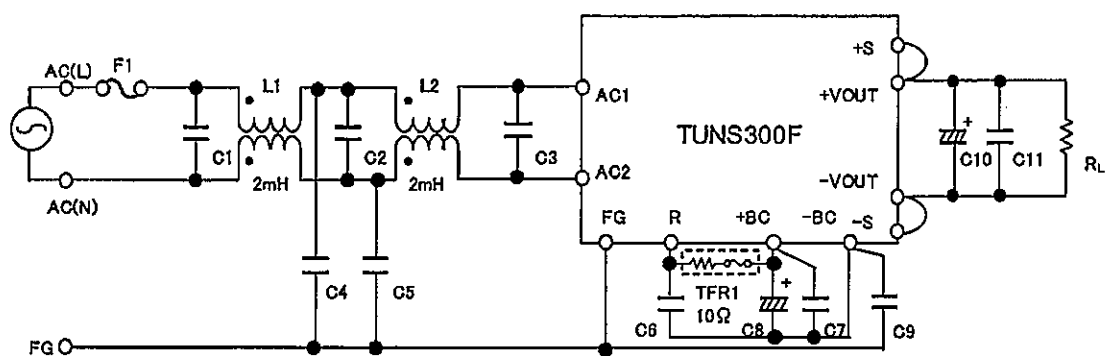 AC(L) F1
L1
L2
C1
C2
C3
2mH
2mH
AC(N)
C4
C5
FG
AC1
AC2
TUNS300F
+S
+VOUT
-VOUT
-S
FG
R
+BC
-BC
TFR1
10Ω
C6
C8
+
C7
C9
+
C10
C11
RL